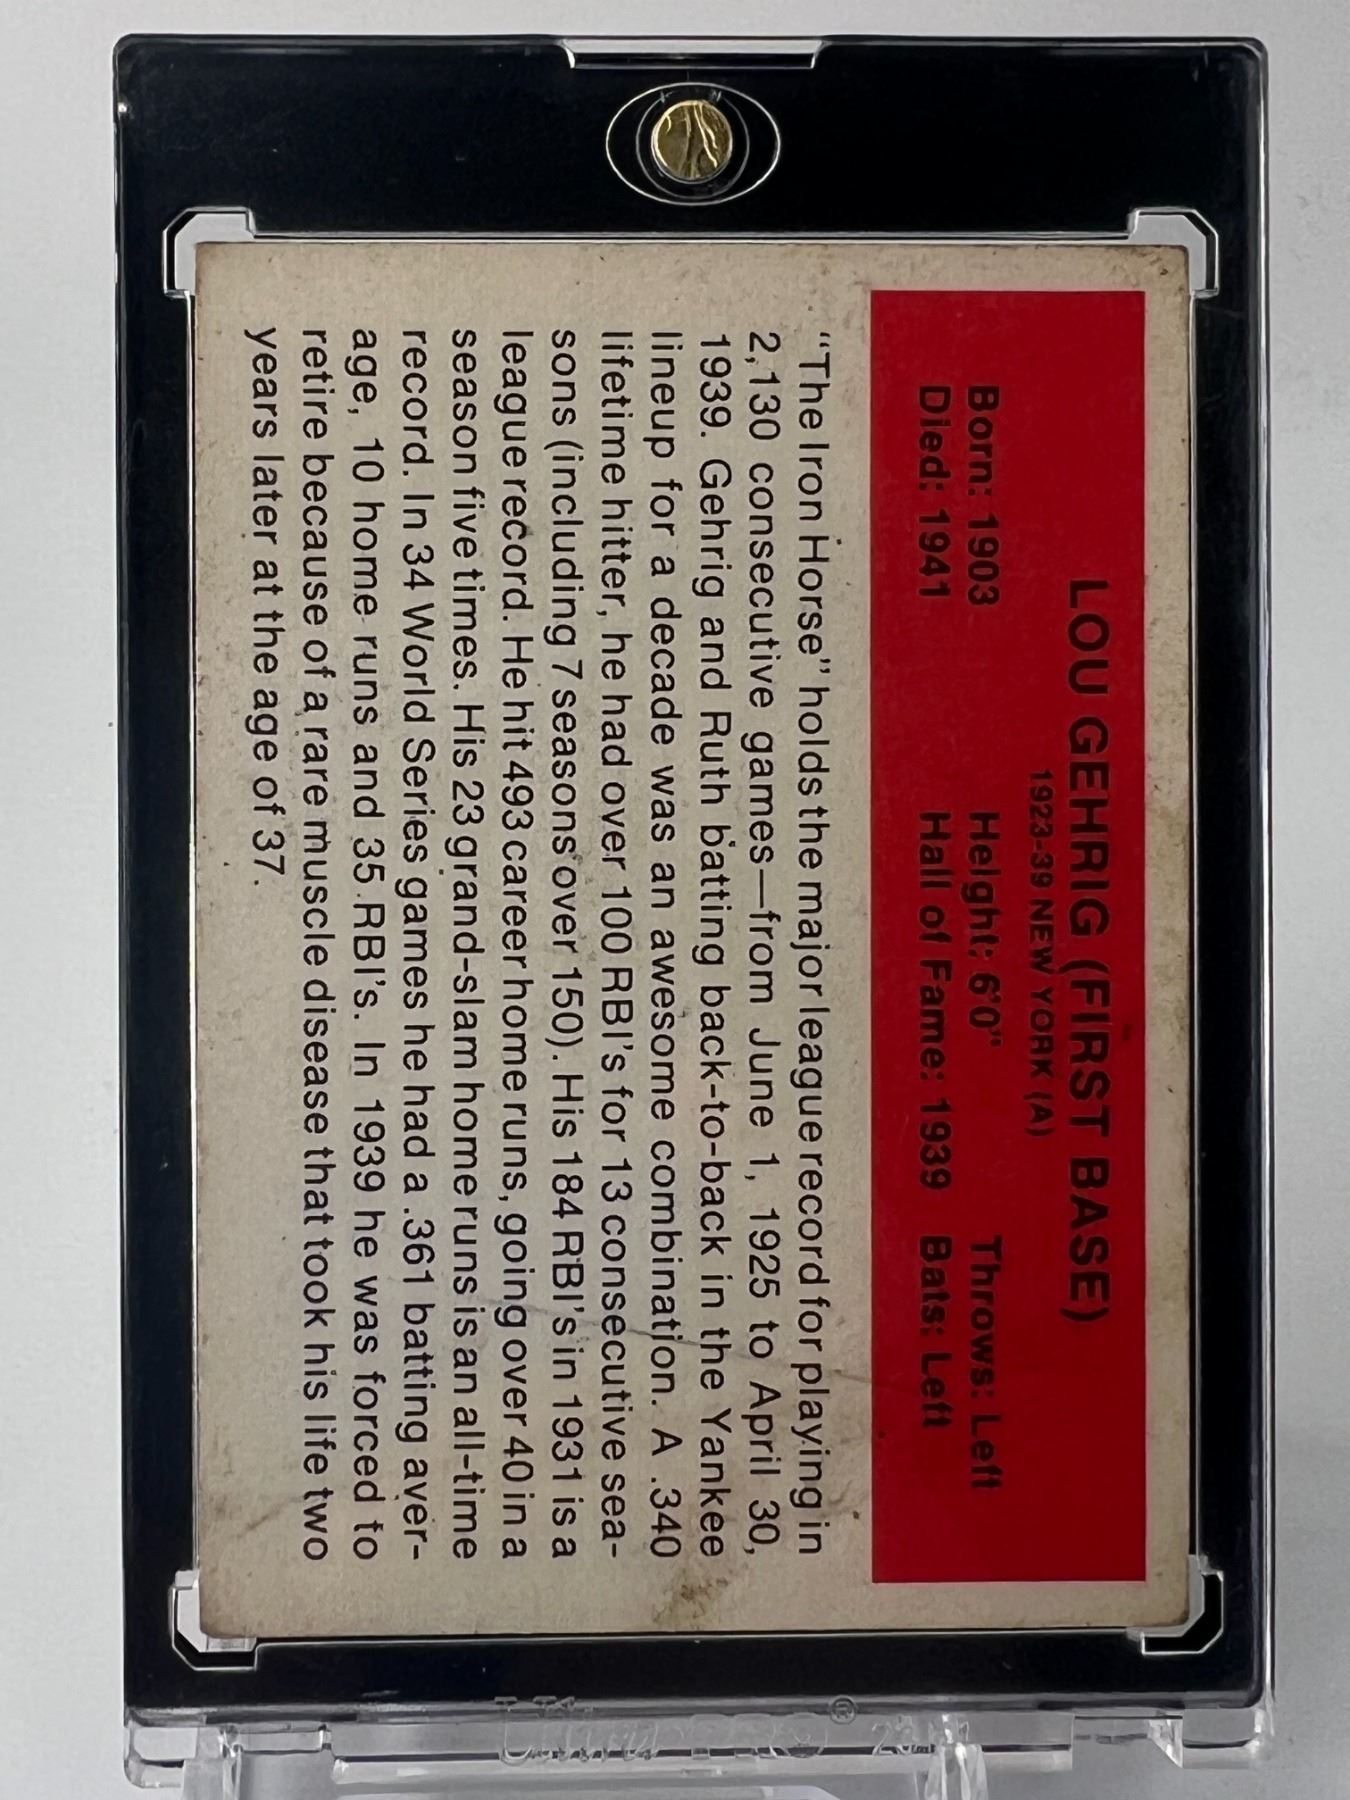 LOU GEHRIG (FIRST BASE)
1923-39 NEW YORK (A)
Born: 1903 Height: 6'0" Throws: Left
Died: 1941 Hall of Fame: 1939 Bats: Left
“The Iron Horse” holds the major league record for playing in
2,130 consecutive games—from June 1, 1925 to April 30,
1939. Gehrig and Ruth batting back-to-back in the Yankee
lineup for a decade was an awesome combination. A .340
lifetime hitter, he had over 100 RBI's for 13 consecutive sea-
sons (including 7 seasons over 150). His 184 RBI's in 1931 is a
league record. He hit 493 career home runs, going over 40 in a
season five times. His 23 grand-slam home runs is an all-time
record. In 34 World Series games he had a .361 batting aver-
age, 10 home runs and 35 RBI's. In 1939 he was forced to
retire because of a rare muscle disease that took his life two
years later at the age of 37.
Ultra PRO®